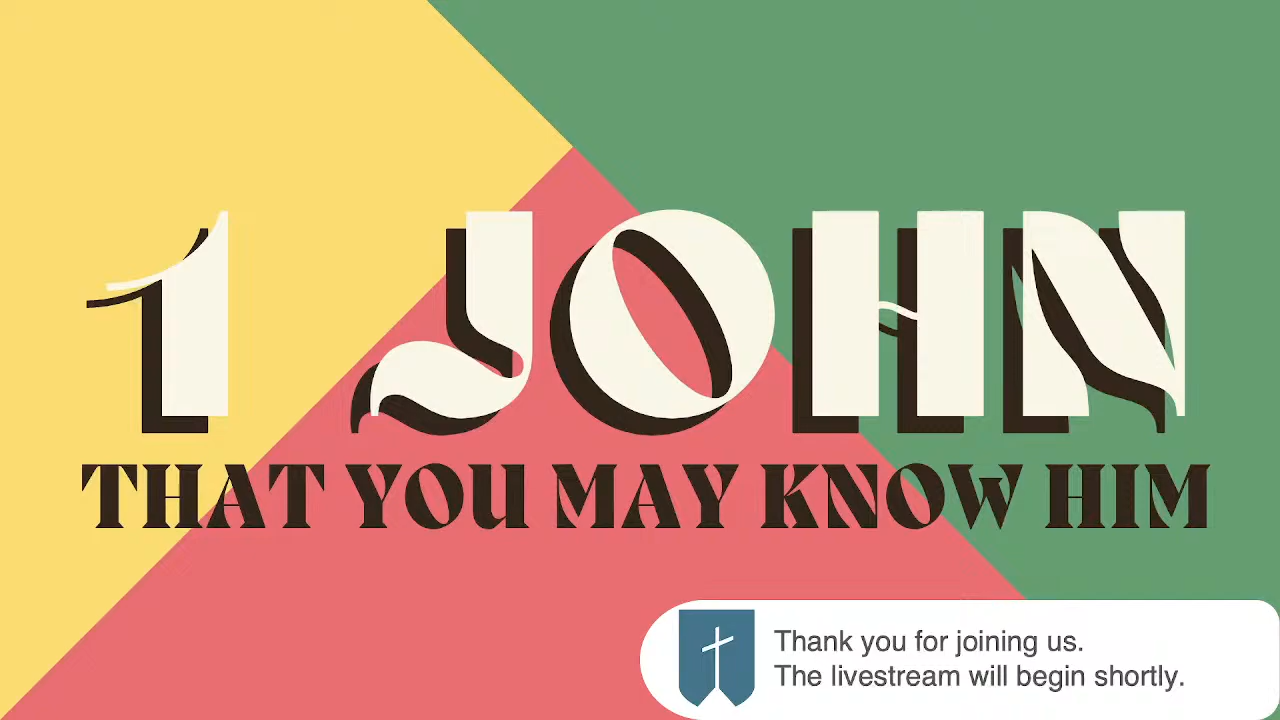 1 JOHN
THAT YOU MAY KNOW HIM
Thank you for joining us.
The livestream will begin shortly.